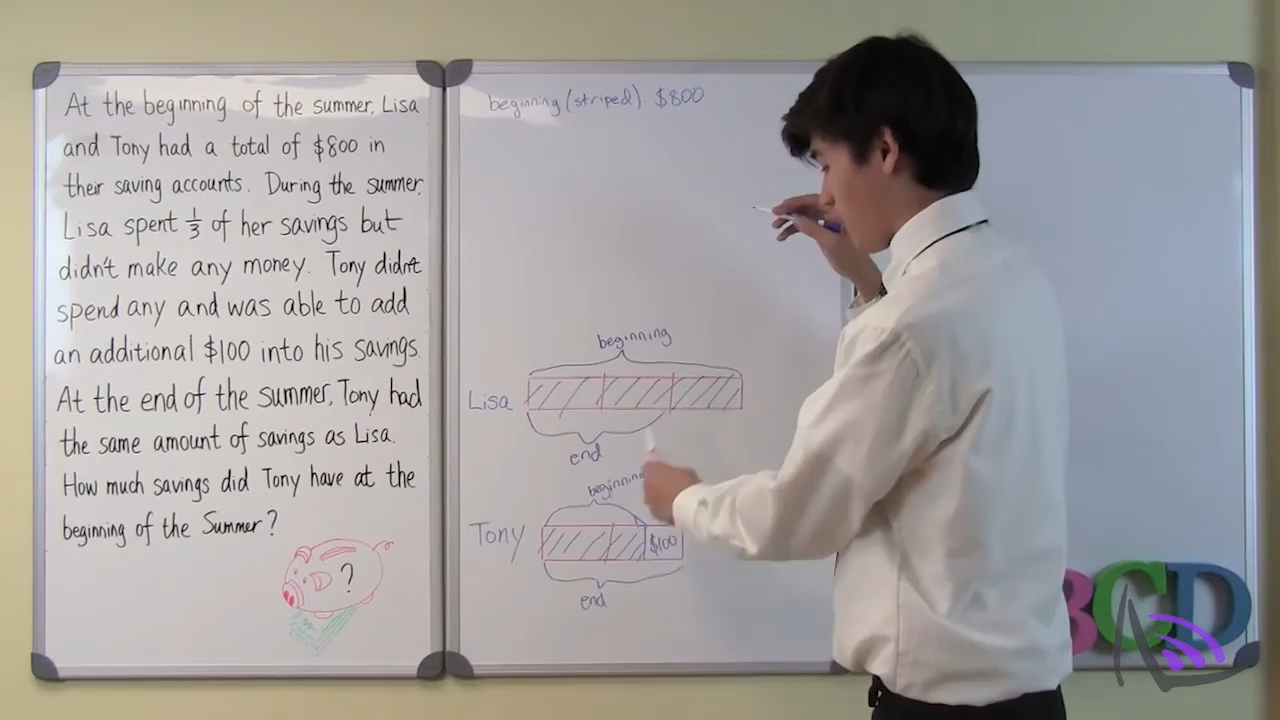 At the beginning of the summer, Lisa
and Tony had a total of $800 in
their saving accounts. During the summer,
Lisa spent 1/3 of her savings but
didn't make any money. Tony didn't
spend any and was able to add
an additional $100 into his savings.
At the end of the summer, Tony had
the same amount of savings as Lisa.
How much savings did Tony have at the
beginning of the Summer?
?
beginning (striped). $800
beginning
Lisa
end
beginning
Tony
$100
end
BCD